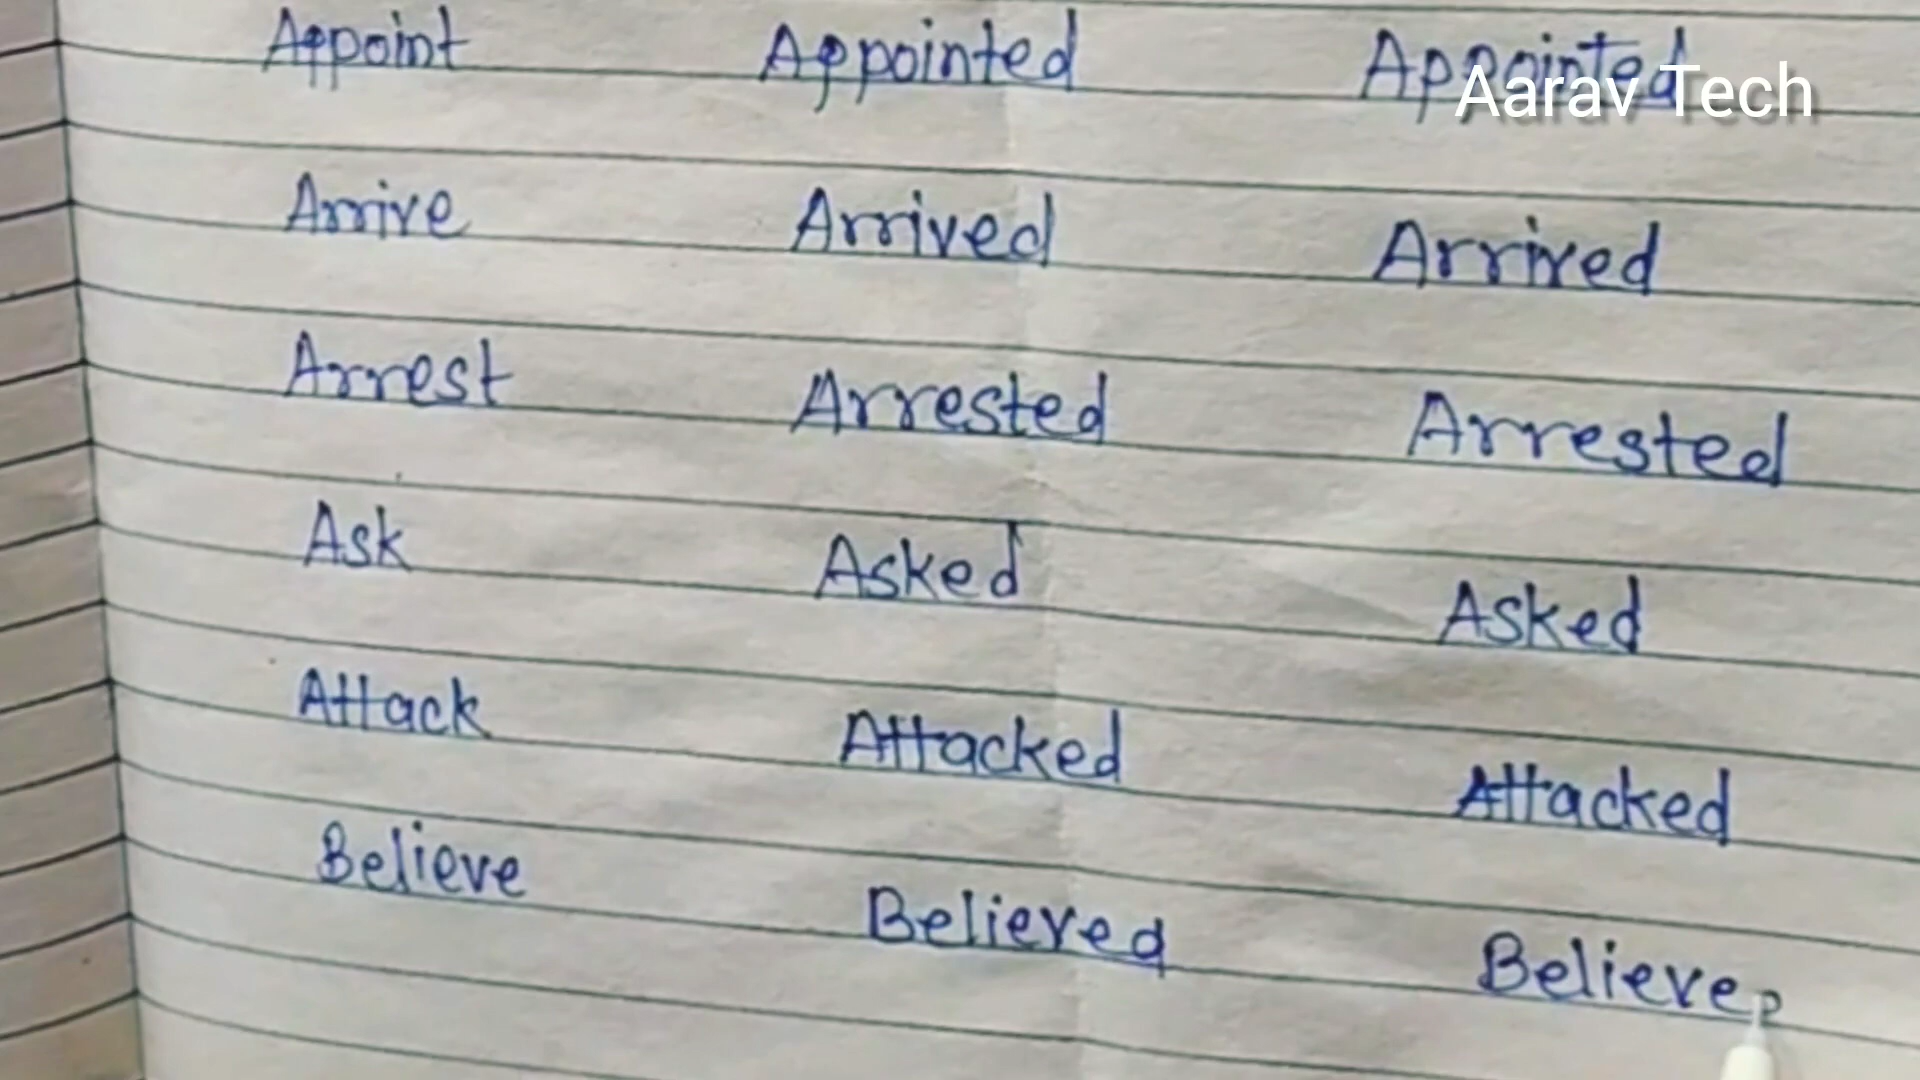 Appoint Appointed Appointed
Aarav Tech
Arrive Arrived Arrived
Arrest Arrested Arrested
Ask Asked Asked
Attack Attacked Attacked
Believe Believed Believe